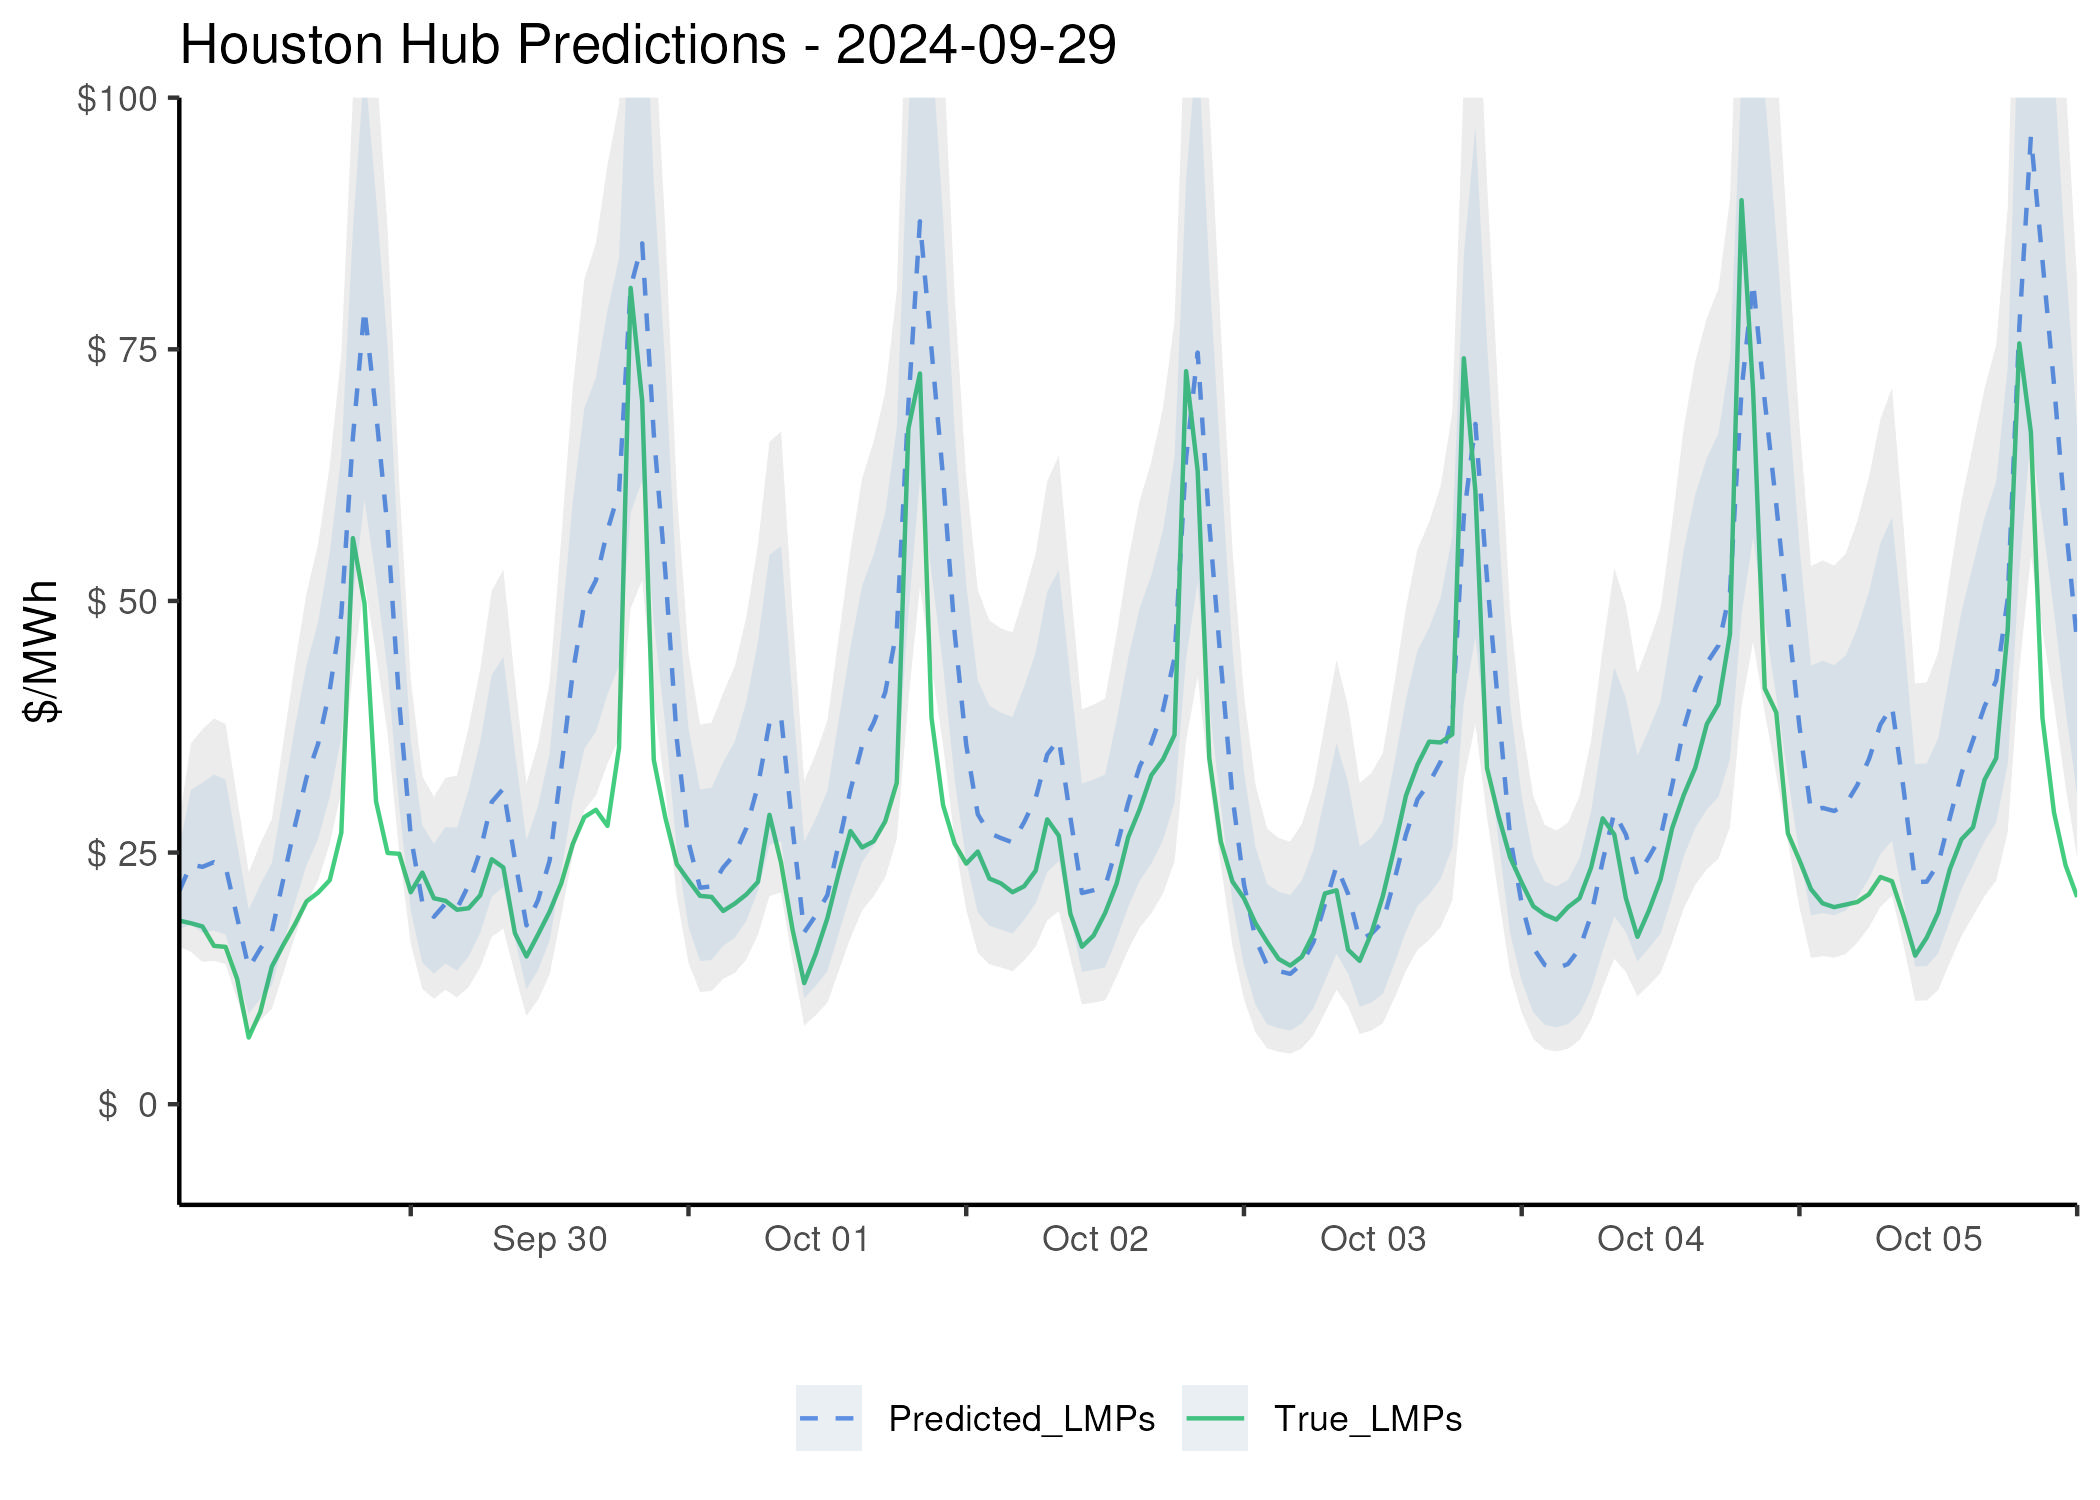 Houston Hub Predictions - 2024-09-29
$100
$ 75
$ 50
$ 25
$ 0
$/MWh
Sep 30 Oct 01 Oct 02 Oct 03 Oct 04 Oct 05
Predicted_LMPs True_LMPs